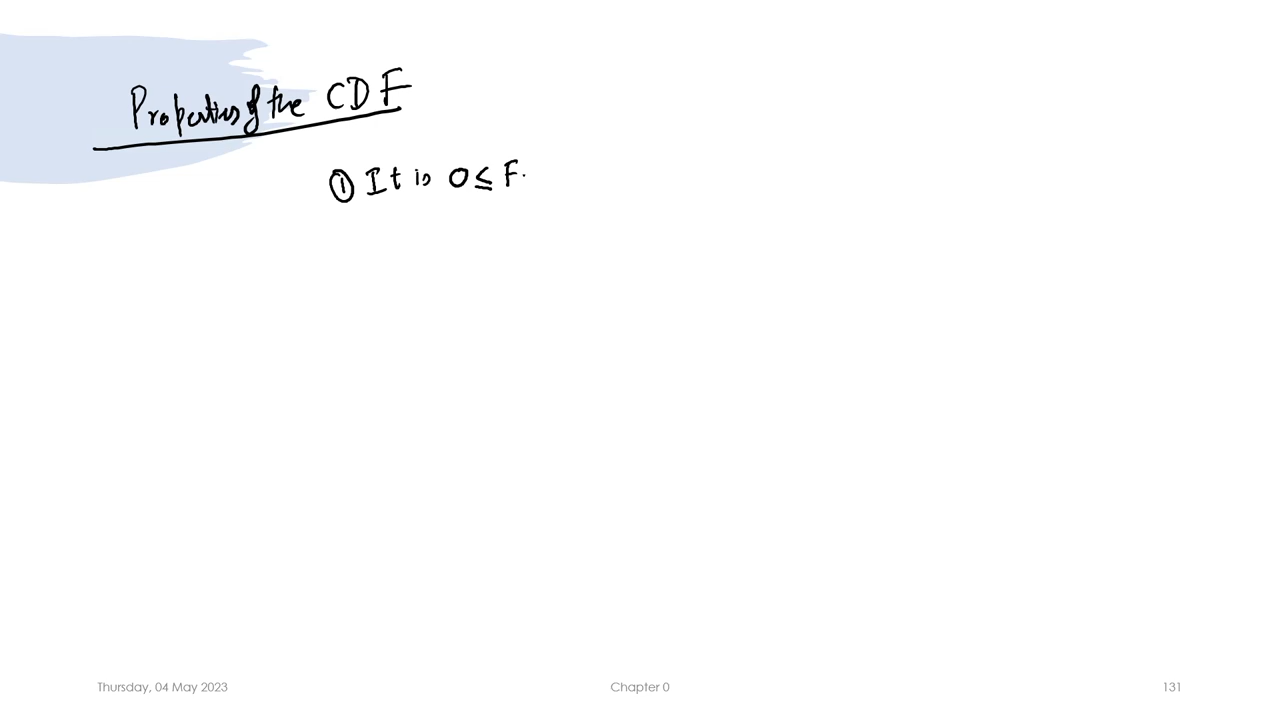 Properties of the CDF
① It is 0 ≤ F.
Thursday, 04 May 2023
Chapter 0
131